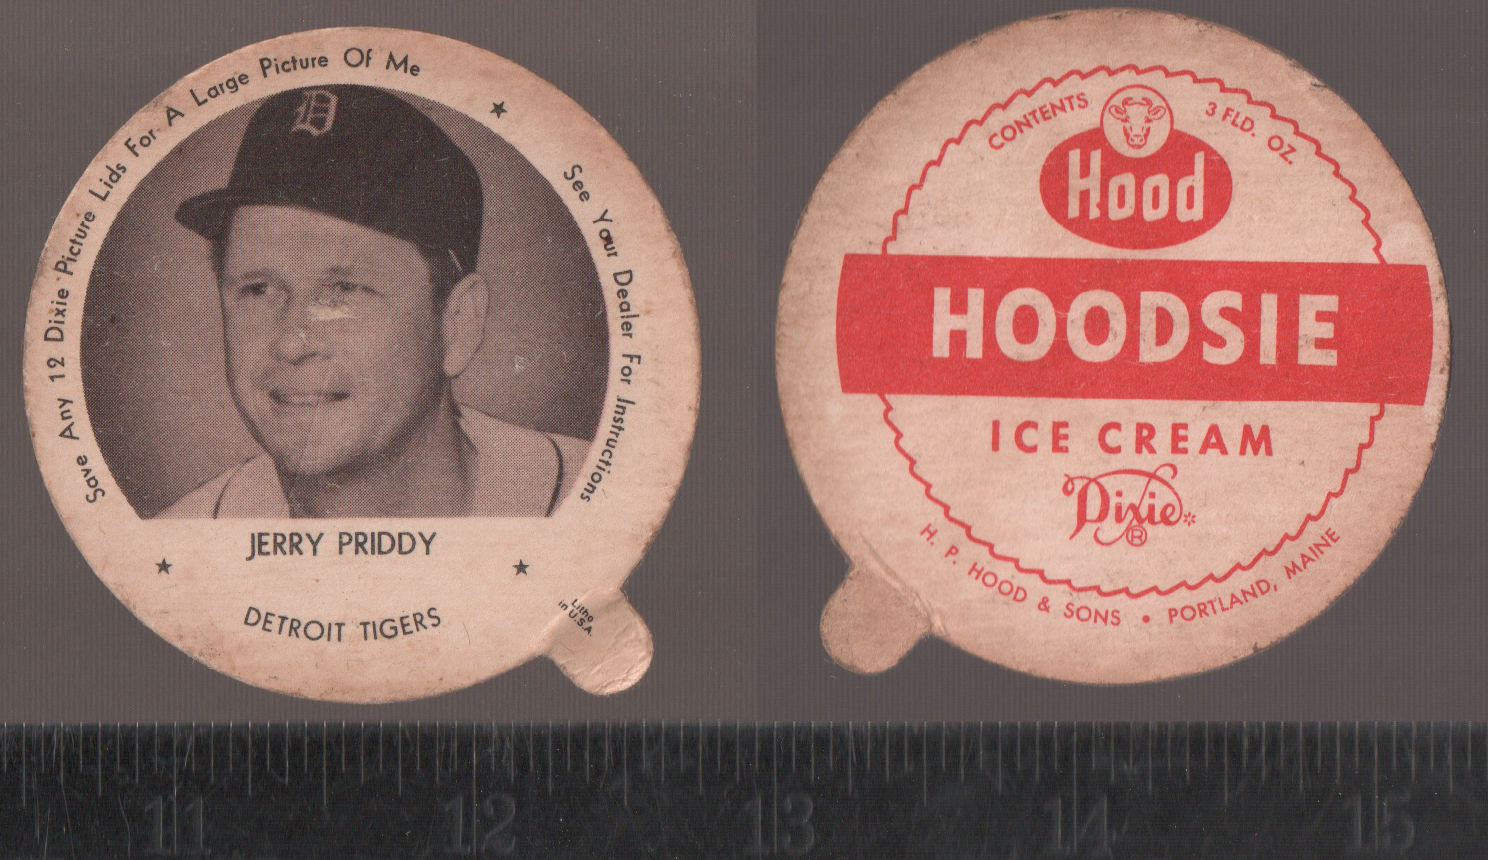 Save Any 12 Dixie Picture Lids For A Large Picture Of Me ★ See Your Dealer For Instructions
D
JERRY PRIDDY
★ ★
DETROIT TIGERS
Litho
in U.S.A.
CONTENTS 3 FLD. OZ.
Hood
HOODSIE
ICE CREAM
Dixie*
®
H. P. HOOD & SONS • PORTLAND, MAINE
11 12 13 14 15